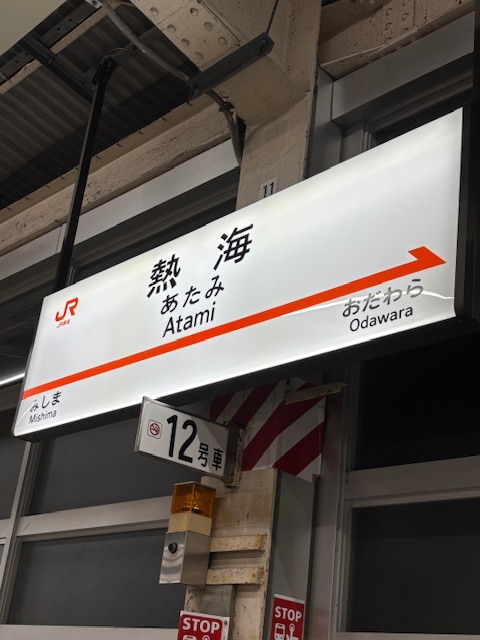 11
熱海
あたみ
Atami
JR
JR東海
おだわら
Odawara
みしま
Mishima
12号車
STOP
STOP